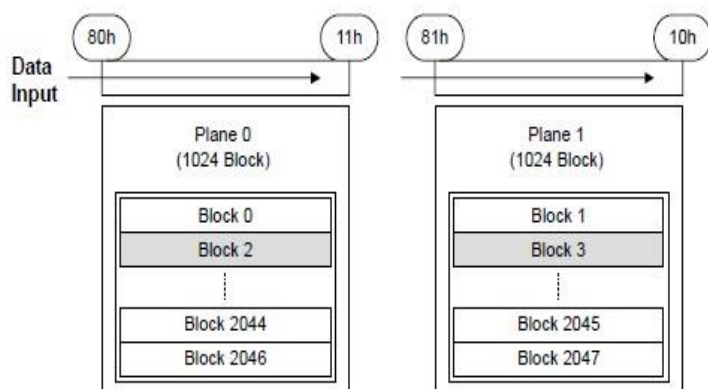 80h
11h
81h
10h
Data
Input
Plane 0
(1024 Block)
Block 0
Block 2
Block 2044
Block 2046
Plane 1
(1024 Block)
Block 1
Block 3
Block 2045
Block 2047